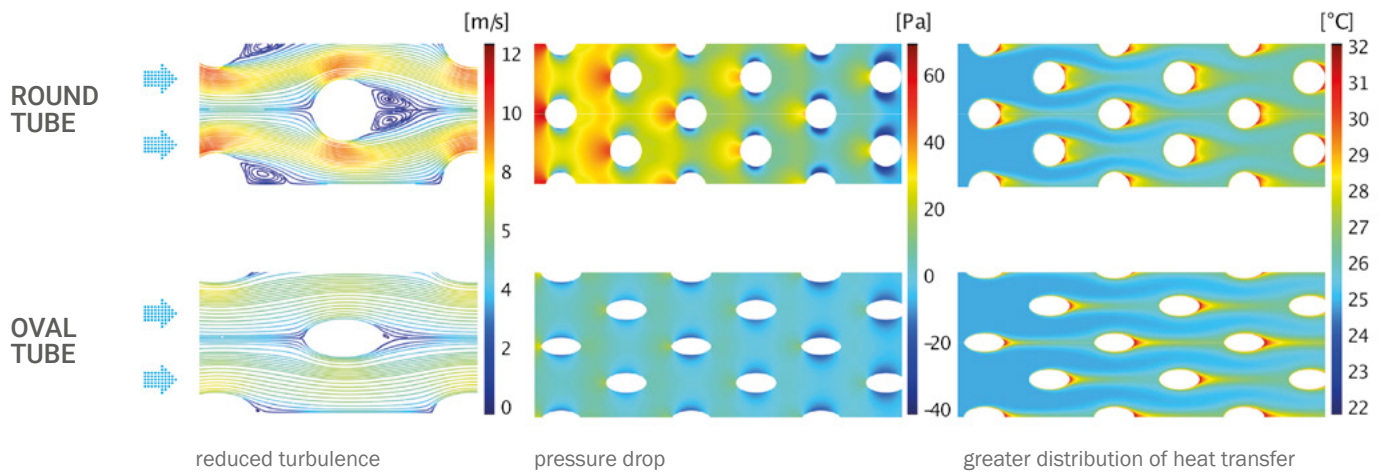 [m/s]
[Pa]
[°C]
ROUND
TUBE
12
10
8
5
4
2
0
60
40
20
0
−20
−40
32
31
30
29
28
27
26
25
24
23
22
OVAL
TUBE
reduced turbulence
pressure drop
greater distribution of heat transfer